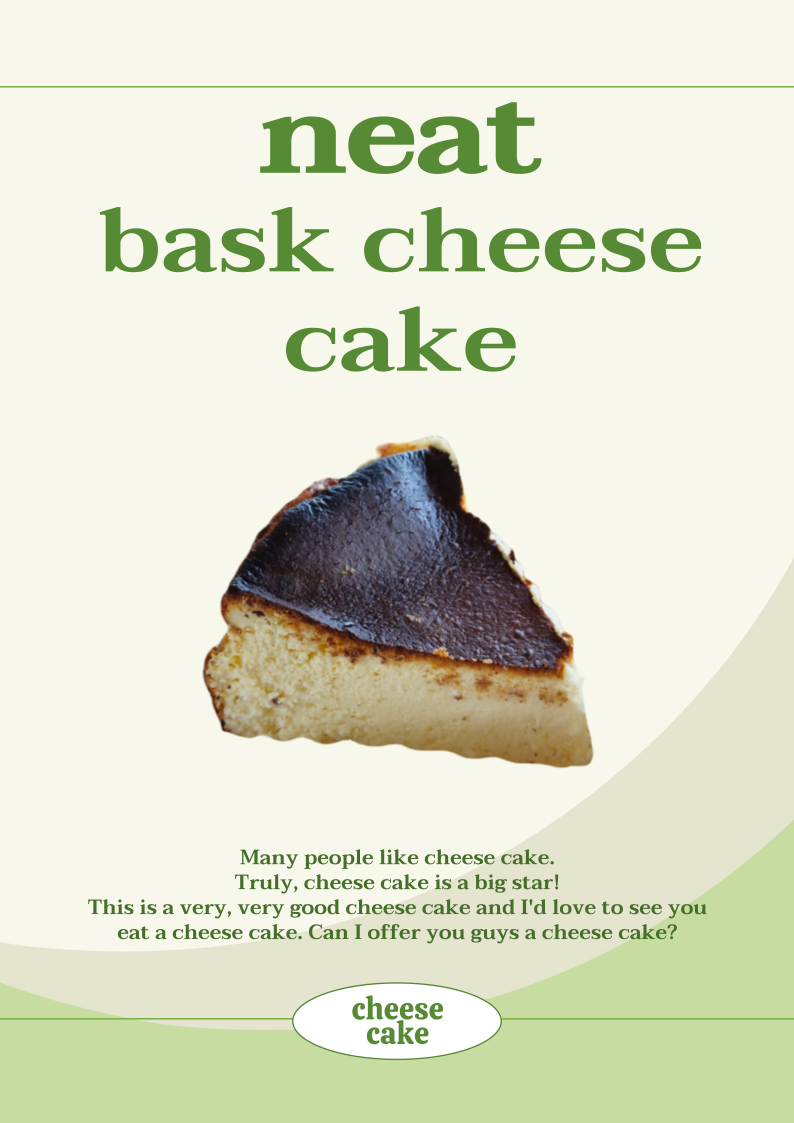 neat
bask cheese
cake
Many people like cheese cake.
Truly, cheese cake is a big star!
This is a very, very good cheese cake and I'd love to see you
eat a cheese cake. Can I offer you guys a cheese cake?
cheese
cake